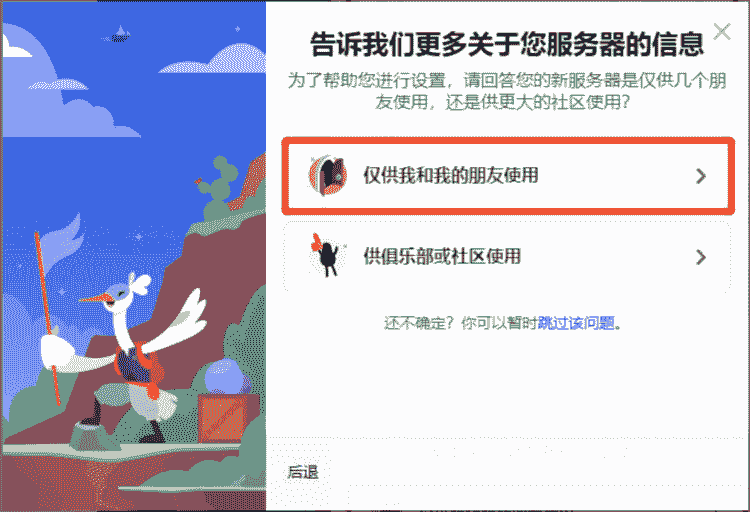 告诉我们更多关于您服务器的信息
为了帮助您进行设置，请回答您的新服务器是仅供几个朋
友使用，还是供更大的社区使用？
仅供我和我的朋友使用
供俱乐部或社区使用
还不确定？你可以暂时跳过该问题。
后退